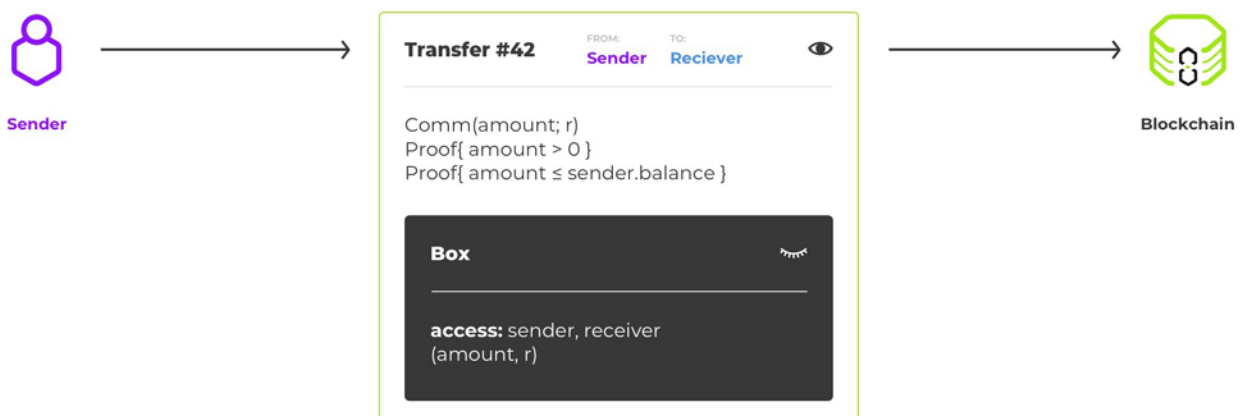 Transfer #42
FROM:
Sender
TO:
Reciever
Sender
Blockchain
Comm(amount; r)
Proof{ amount > 0 }
Proof{ amount ≤ sender.balance }
Box
access: sender, receiver
(amount, r)